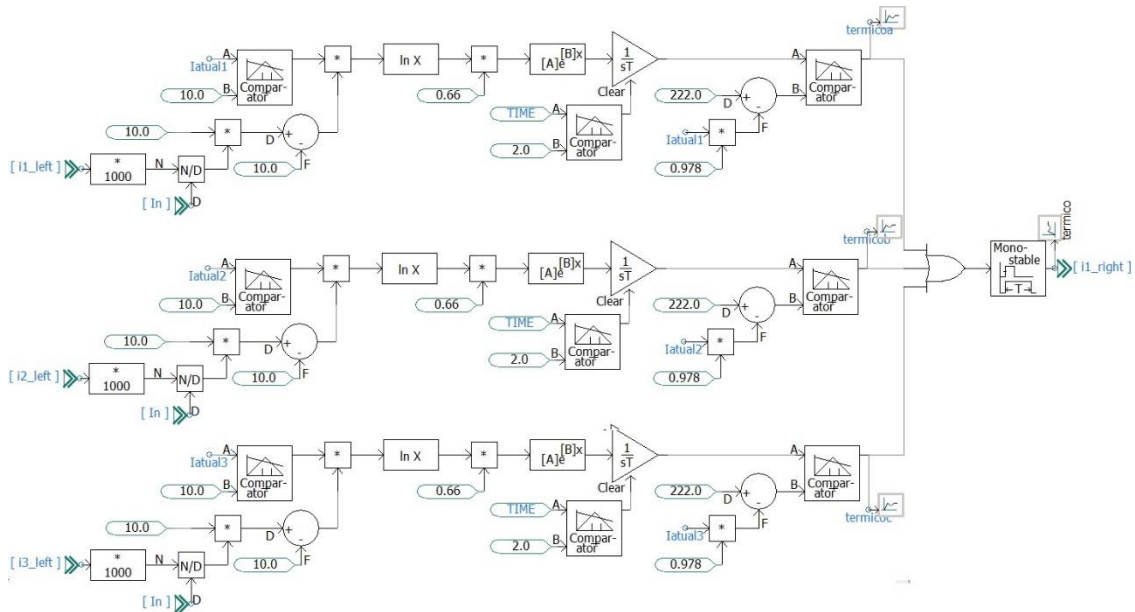 termicoa
A
Iatual1
10.0
B
Compar-
ator
*
ln X
*
0.66
[A]e[B]x
1
sT
Clear
TIME
A
2.0
B
Compar-
ator
222.0
D
+
-
F
Iatual1
*
0.978
A
B
Compar-
ator
10.0
*
D
+
-
F
10.0
[ i1_left ]
*
1000
N
N/D
D
[ In ]
termicob
A
Iatual2
10.0
B
Compar-
ator
*
ln X
*
0.66
[A]e[B]x
1
sT
Clear
TIME
A
2.0
B
Compar-
ator
222.0
D
+
-
F
Iatual2
*
0.978
A
B
Compar-
ator
10.0
*
D
+
-
F
10.0
[ i2_left ]
*
1000
N
N/D
D
[ In ]
termico
Mono-
stable
T
[ i1_right ]
A
Iatual3
10.0
B
Compar-
ator
*
ln X
*
0.66
[A]e[B]x
1
sT
Clear
TIME
A
2.0
B
Compar-
ator
222.0
D
+
-
F
Iatual3
*
0.978
A
B
Compar-
ator
termicoc
10.0
*
D
+
-
F
10.0
[ i3_left ]
*
1000
N
N/D
D
[ In ]